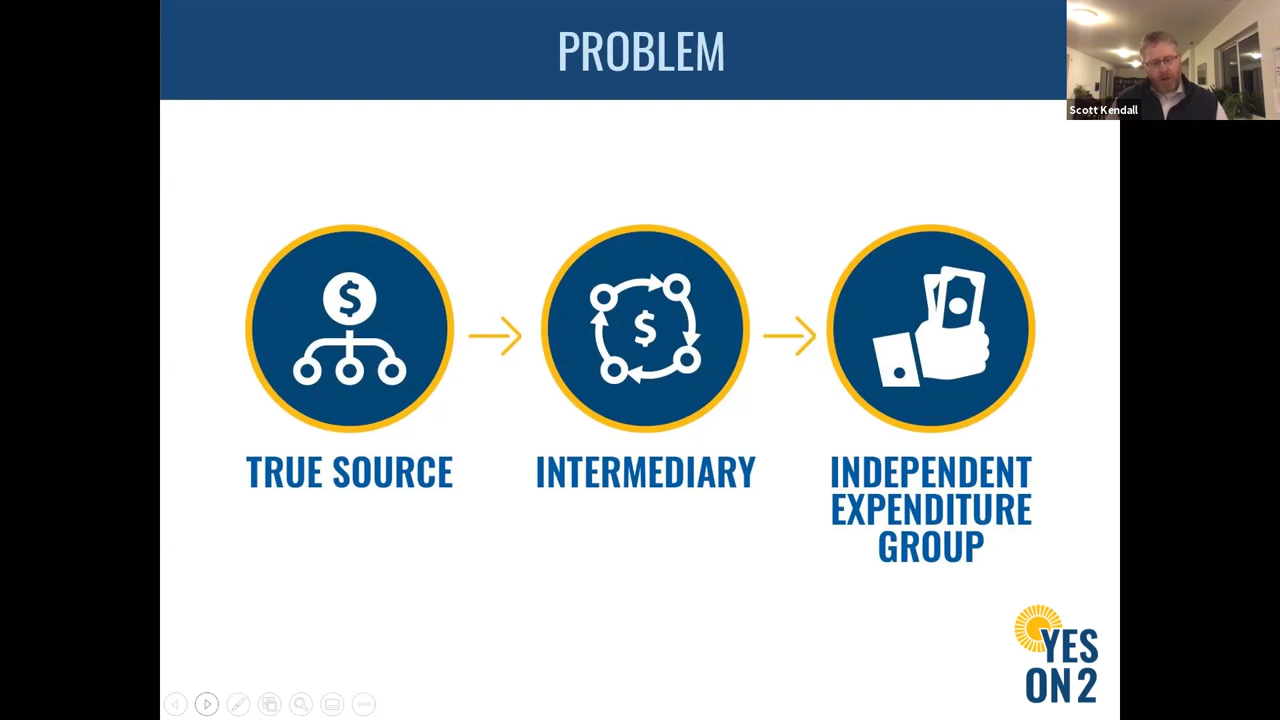 PROBLEM
Scott Kendall
$
$
TRUE SOURCE
INTERMEDIARY
INDEPENDENT
EXPENDITURE
GROUP
YES
ON 2